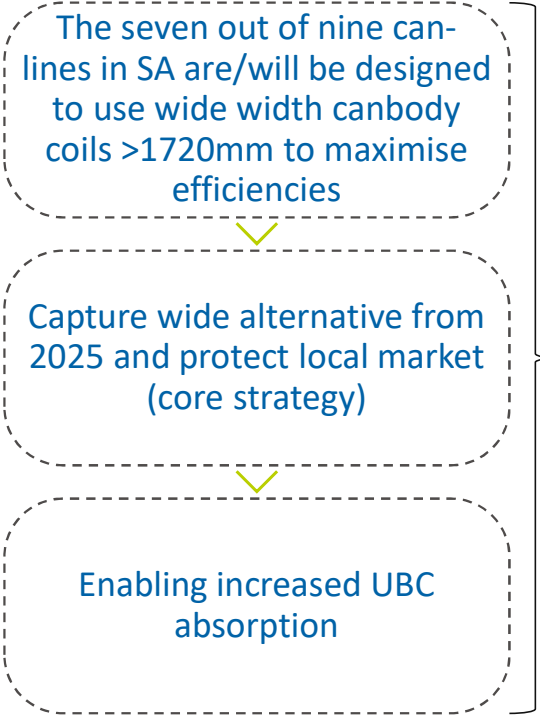 The seven out of nine can-
lines in SA are/will be designed
to use wide width canbody
coils >1720mm to maximise
efficiencies
Capture wide alternative from
2025 and protect local market
(core strategy)
Enabling increased UBC
absorption